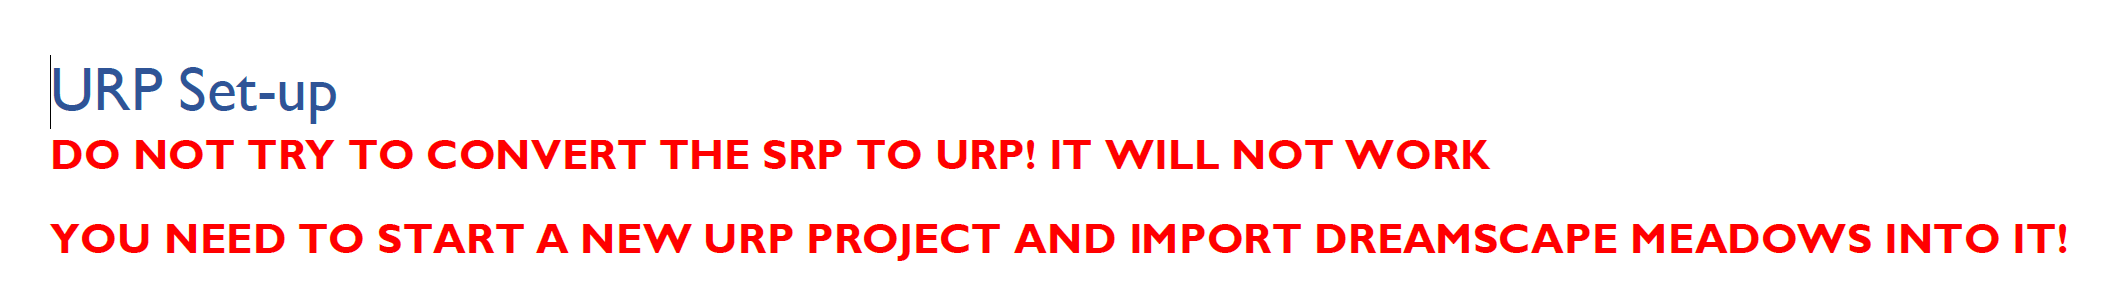 URP Set-up
DO NOT TRY TO CONVERT THE SRP TO URP! IT WILL NOT WORK
YOU NEED TO START A NEW URP PROJECT AND IMPORT DREAMSCAPE MEADOWS INTO IT!